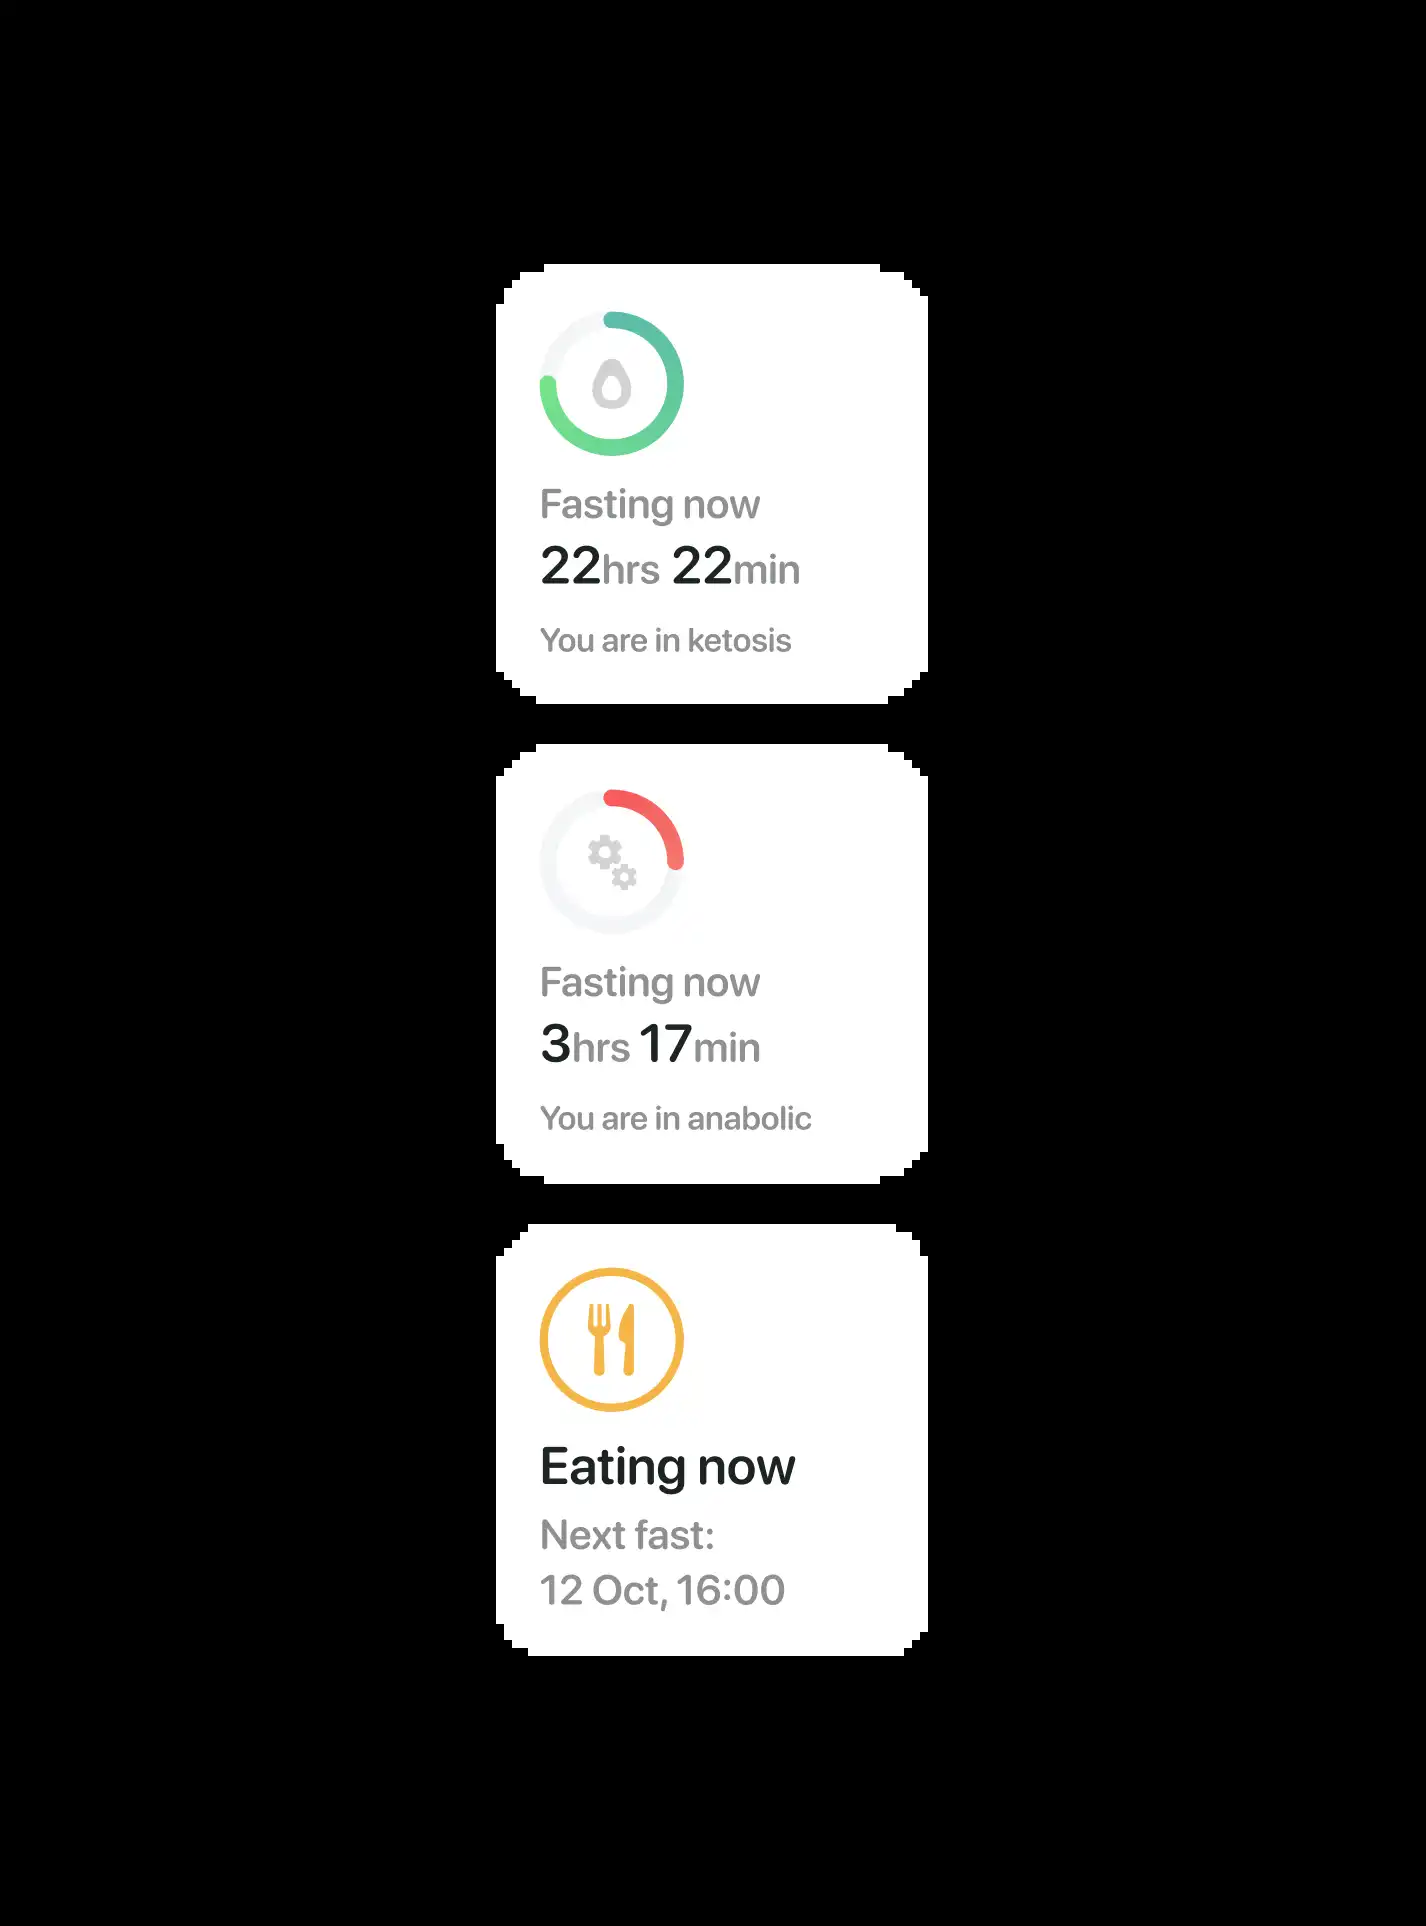 Fasting now
22hrs 22min
You are in ketosis
Fasting now
3hrs 17min
You are in anabolic
Eating now
Next fast:
12 Oct, 16:00